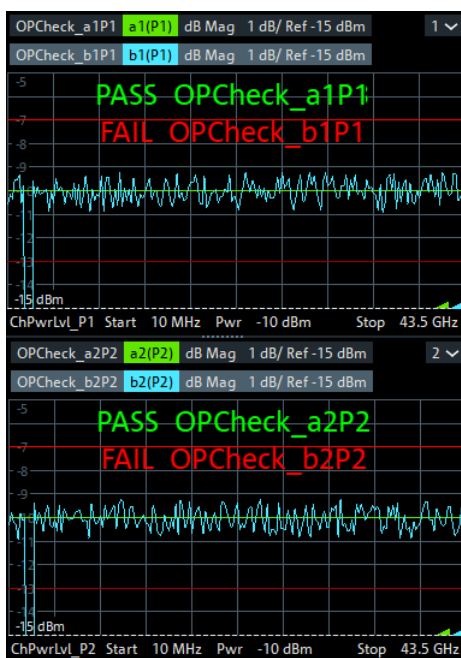 OPCheck_a1P1 a1(P1) dB Mag 1 dB/ Ref -15 dBm 1
OPCheck_b1P1 b1(P1) dB Mag 1 dB/ Ref -15 dBm
-5
PASS OPCheck_a1P1
-7
FAIL OPCheck_b1P1
-8
-9
-11
-12
-13
-14
-15 dBm
ChPwrLvl_P1 Start 10 MHz Pwr -10 dBm Stop 43.5 GHz
OPCheck_a2P2 a2(P2) dB Mag 1 dB/ Ref -15 dBm 2
OPCheck_b2P2 b2(P2) dB Mag 1 dB/ Ref -15 dBm
-5
PASS OPCheck_a2P2
-7
FAIL OPCheck_b2P2
-8
-9
-11
-12
-13
-14
-15 dBm
ChPwrLvl_P2 Start 10 MHz Pwr -10 dBm Stop 43.5 GHz